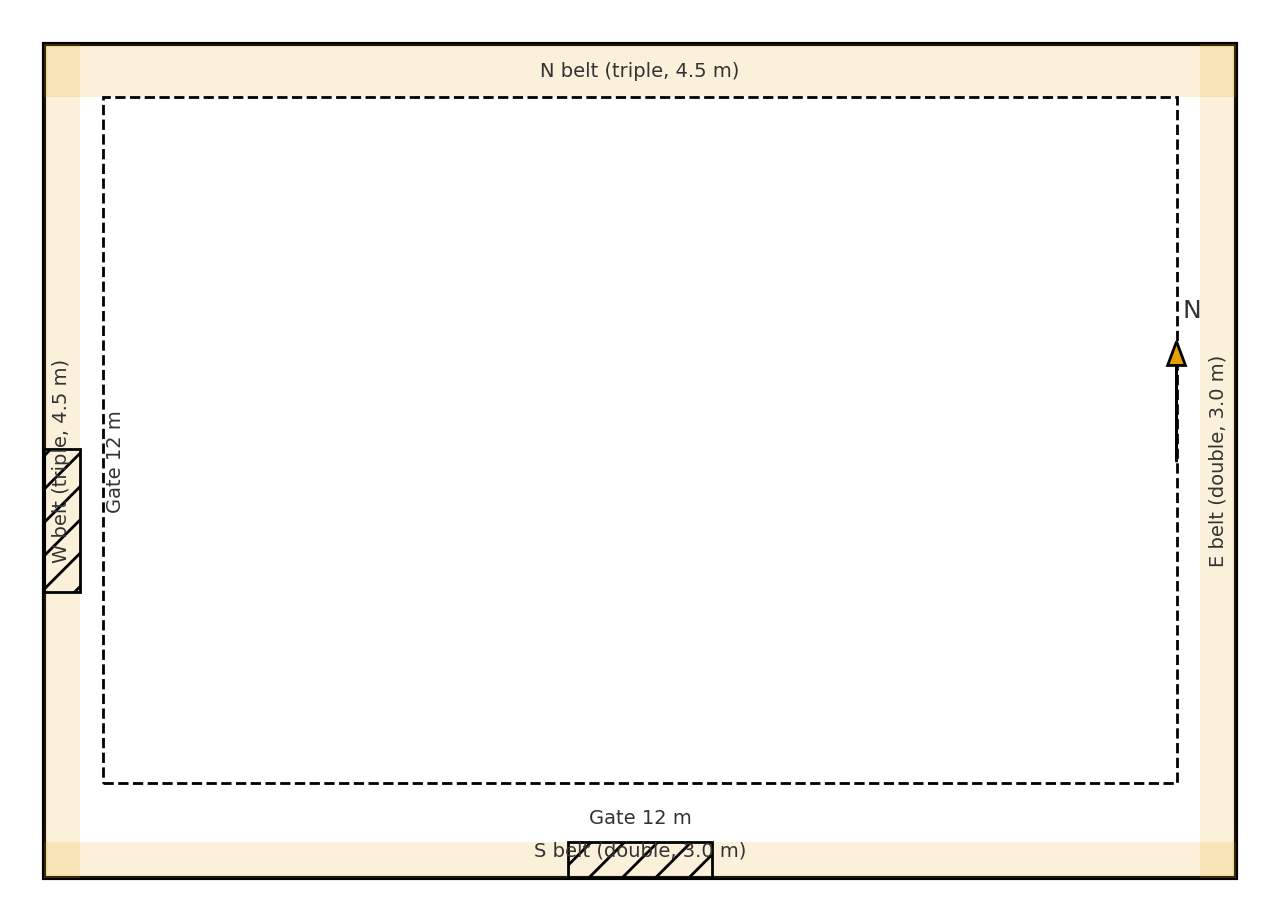 N belt (triple, 4.5 m)
N
W belt (triple, 4.5 m)
Gate 12 m
E belt (double, 3.0 m)
Gate 12 m
S belt (double, 3.0 m)